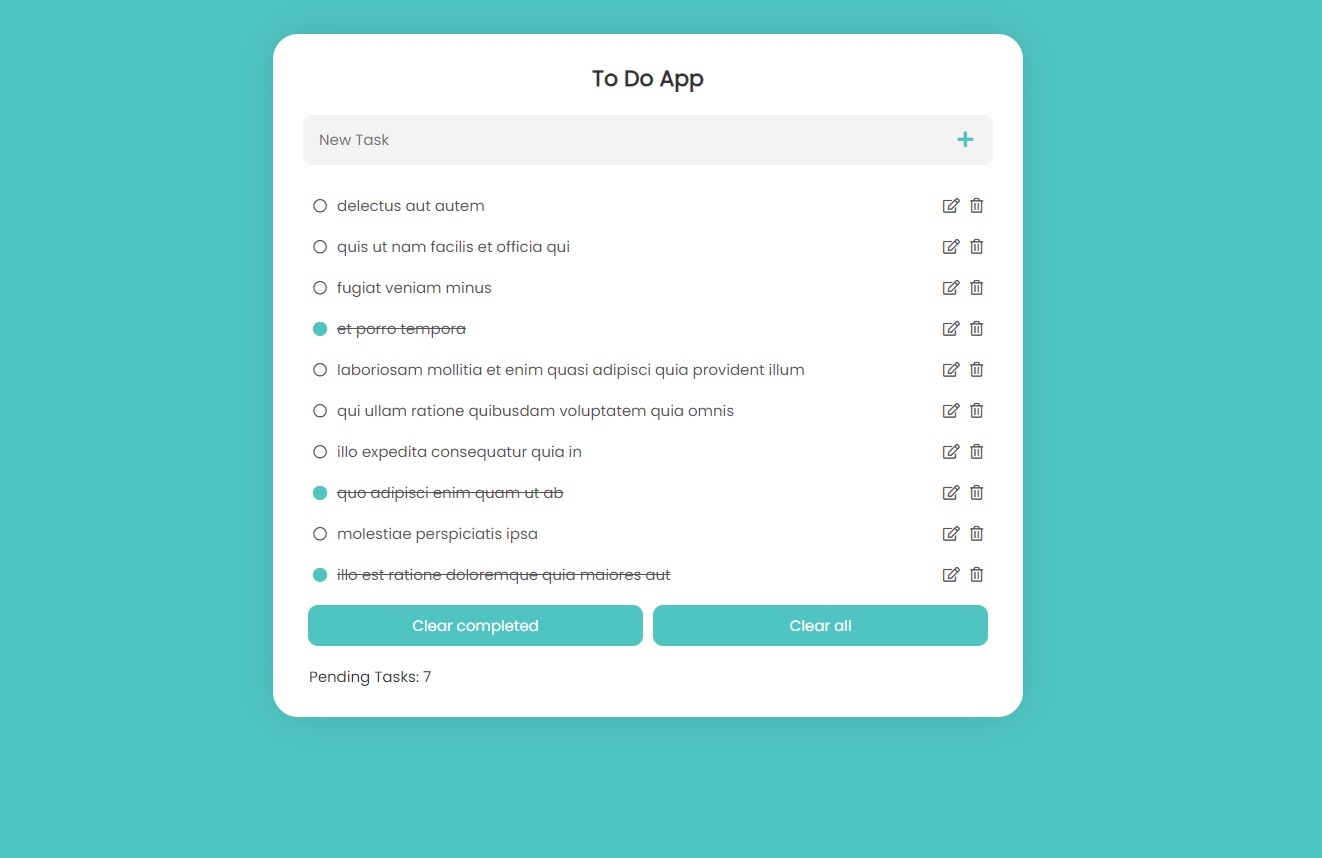 To Do App
New Task
delectus aut autem
quis ut nam facilis et officia qui
fugiat veniam minus
et porro tempora
laboriosam mollitia et enim quasi adipisci quia provident illum
qui ullam ratione quibusdam voluptatem quia omnis
illo expedita consequatur quia in
quo adipisci enim quam ut ab
molestiae perspiciatis ipsa
illo est ratione doloremque quia maiores aut
Clear completed Clear all
Pending Tasks: 7